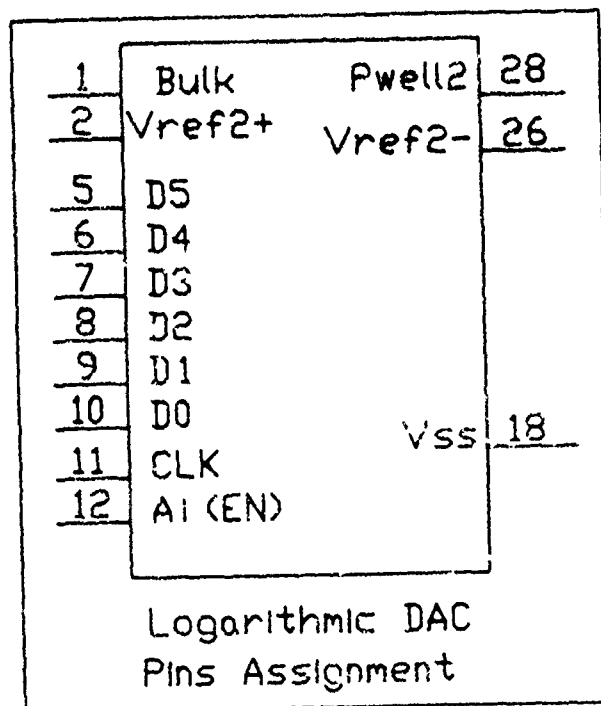 1 Bulk Pwell2 28
2 Vref2+ Vref2- 26
5 D5
6 D4
7 D3
8 D2
9 D1
10 D0
Vss 18
11 CLK
12 Ai (EN)
Logarithmic DAC
Pins Assignment